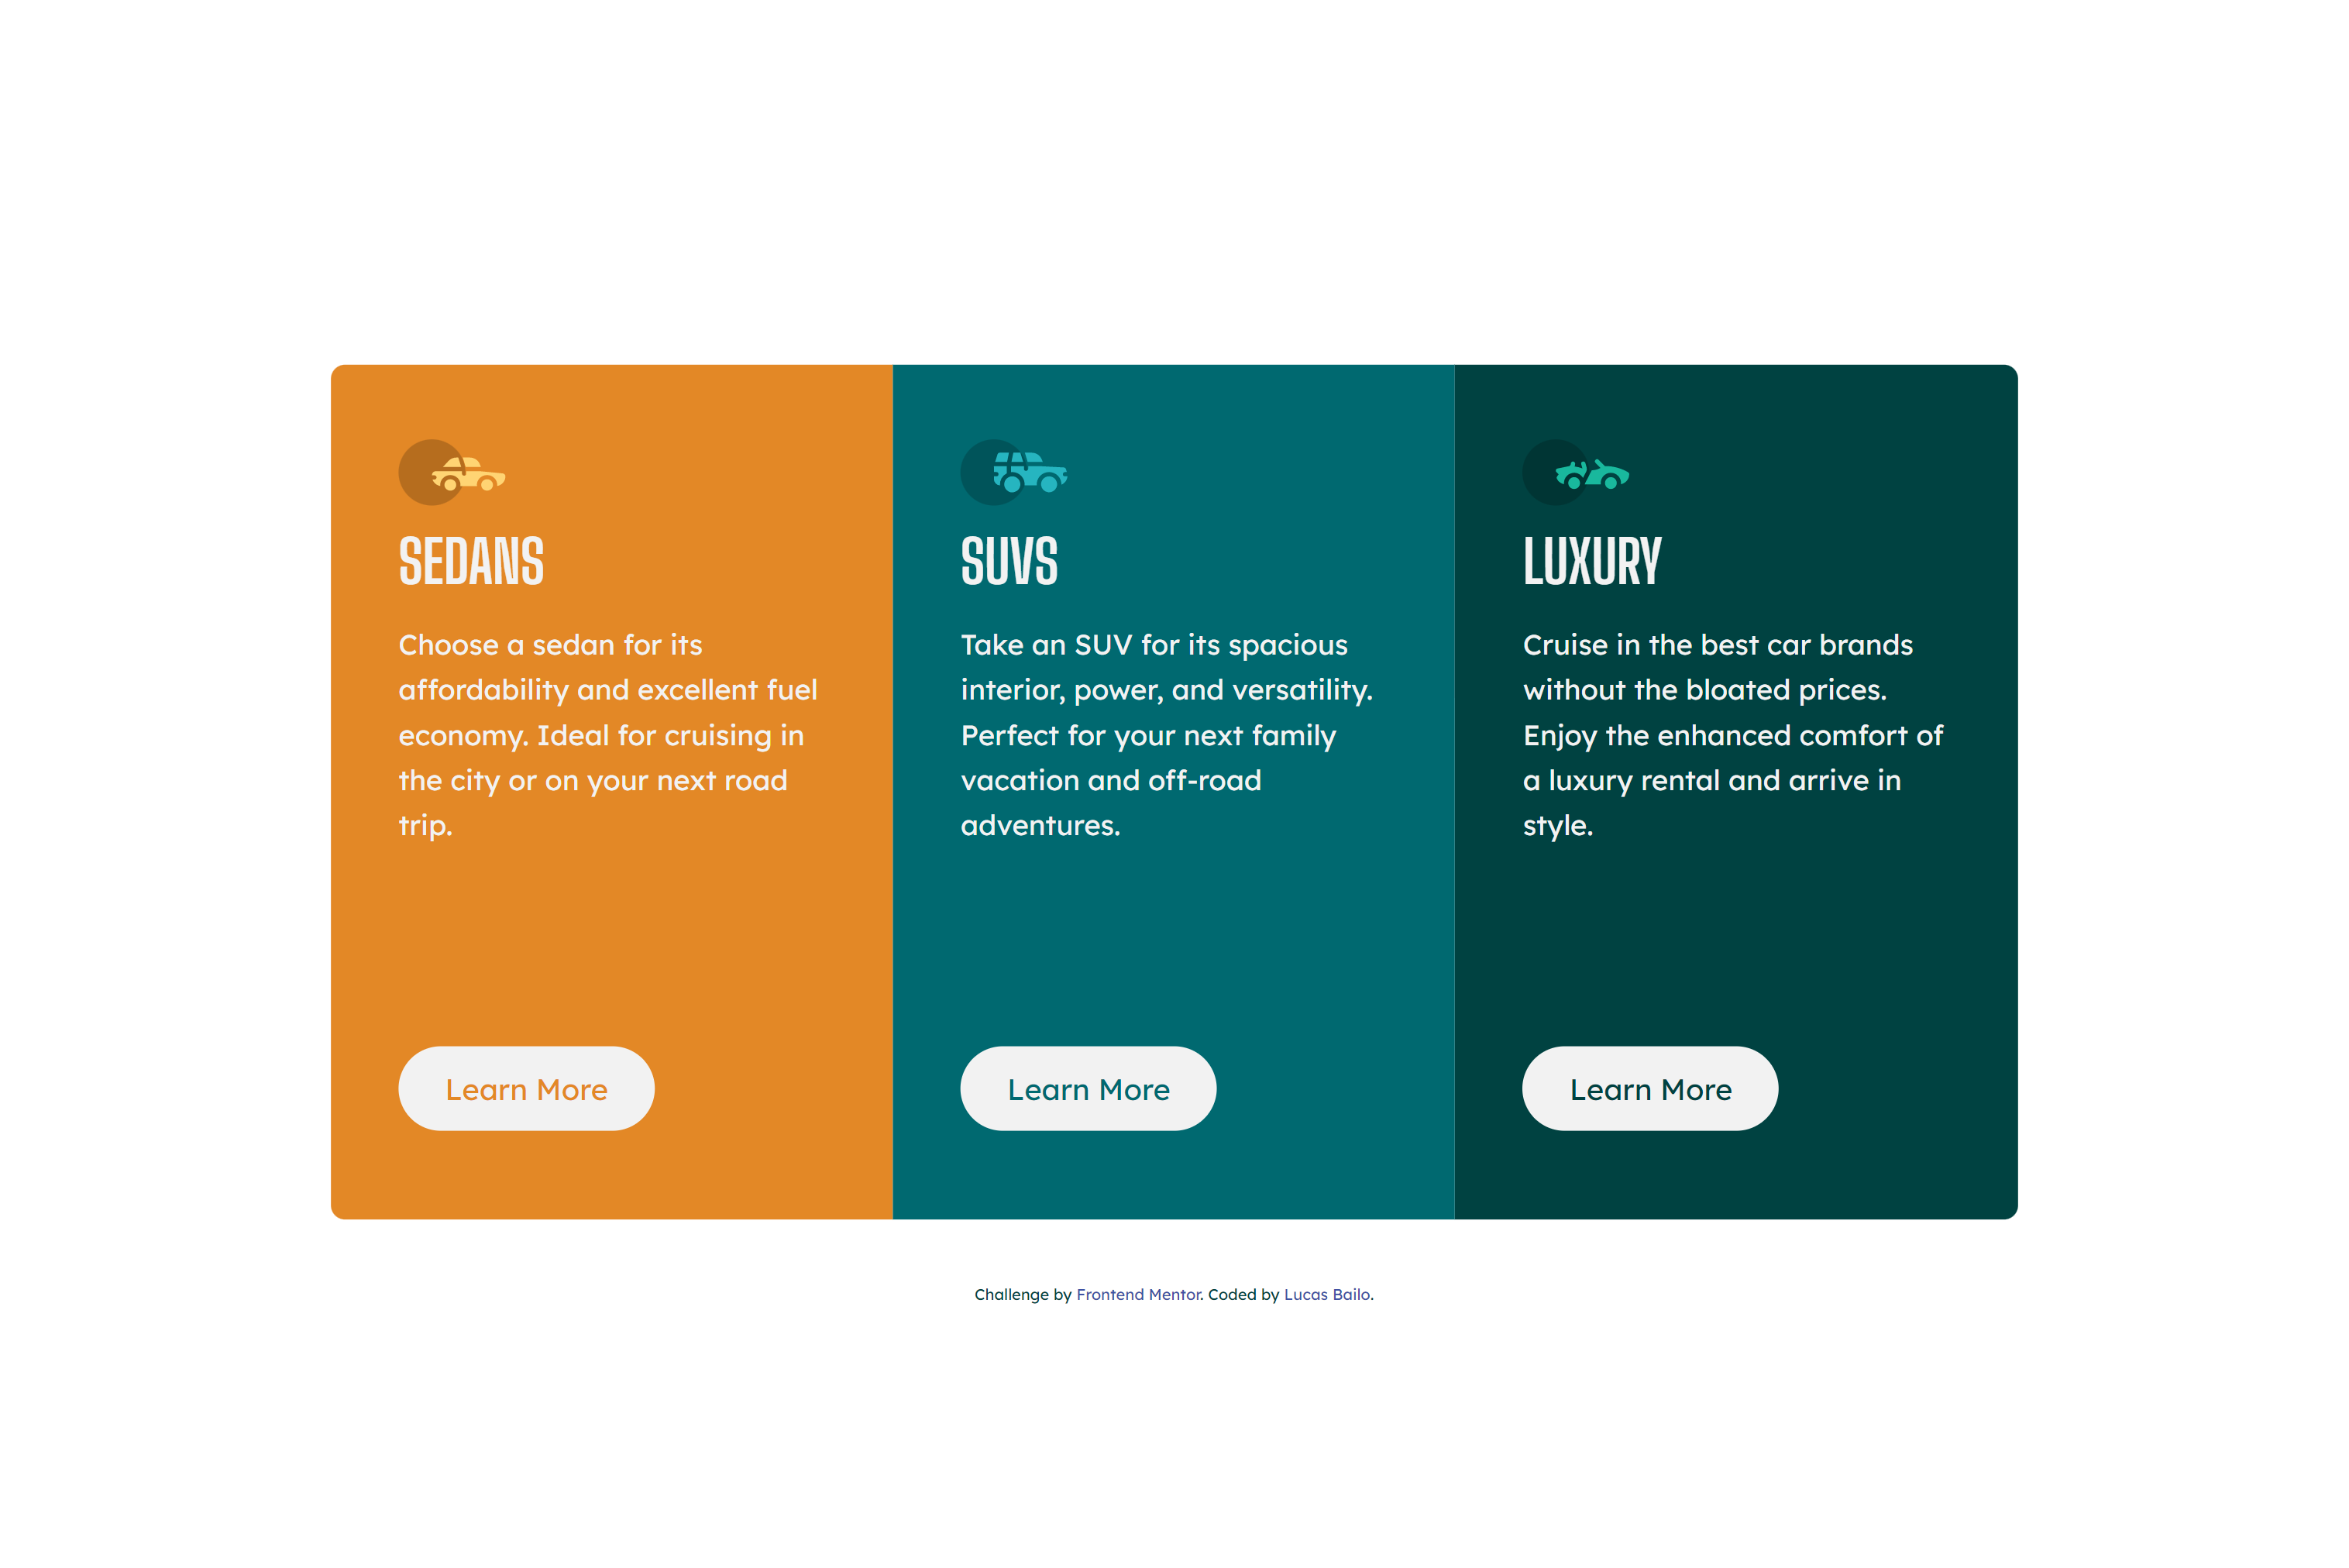 SEDANS
Choose a sedan for its
affordability and excellent fuel
economy. Ideal for cruising in
the city or on your next road
trip.
Learn More
SUVS
Take an SUV for its spacious
interior, power, and versatility.
Perfect for your next family
vacation and off-road
adventures.
Learn More
LUXURY
Cruise in the best car brands
without the bloated prices.
Enjoy the enhanced comfort of
a luxury rental and arrive in
style.
Learn More
Challenge by Frontend Mentor. Coded by Lucas Bailo.